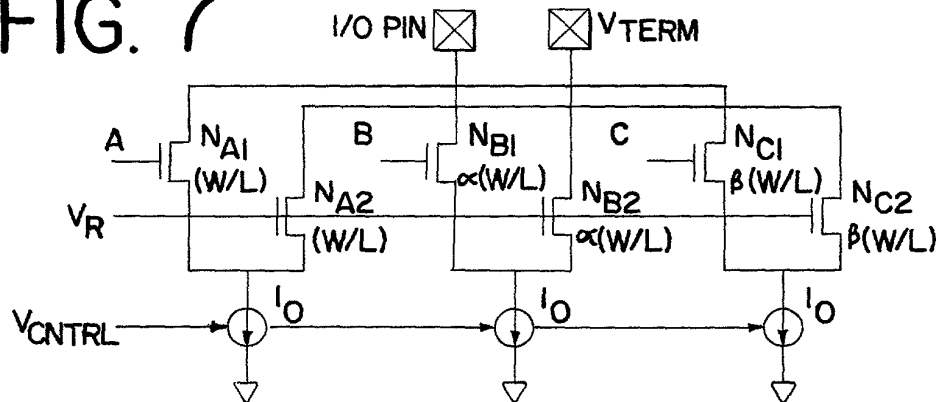 FIG. 7
I/O PIN
VTERM
A
NA1
(W/L)
B
NB1
α(W/L)
C
NC1
β(W/L)
VR
NA2
(W/L)
NB2
α(W/L)
NC2
β(W/L)
VCNTRL
IO
IO
IO